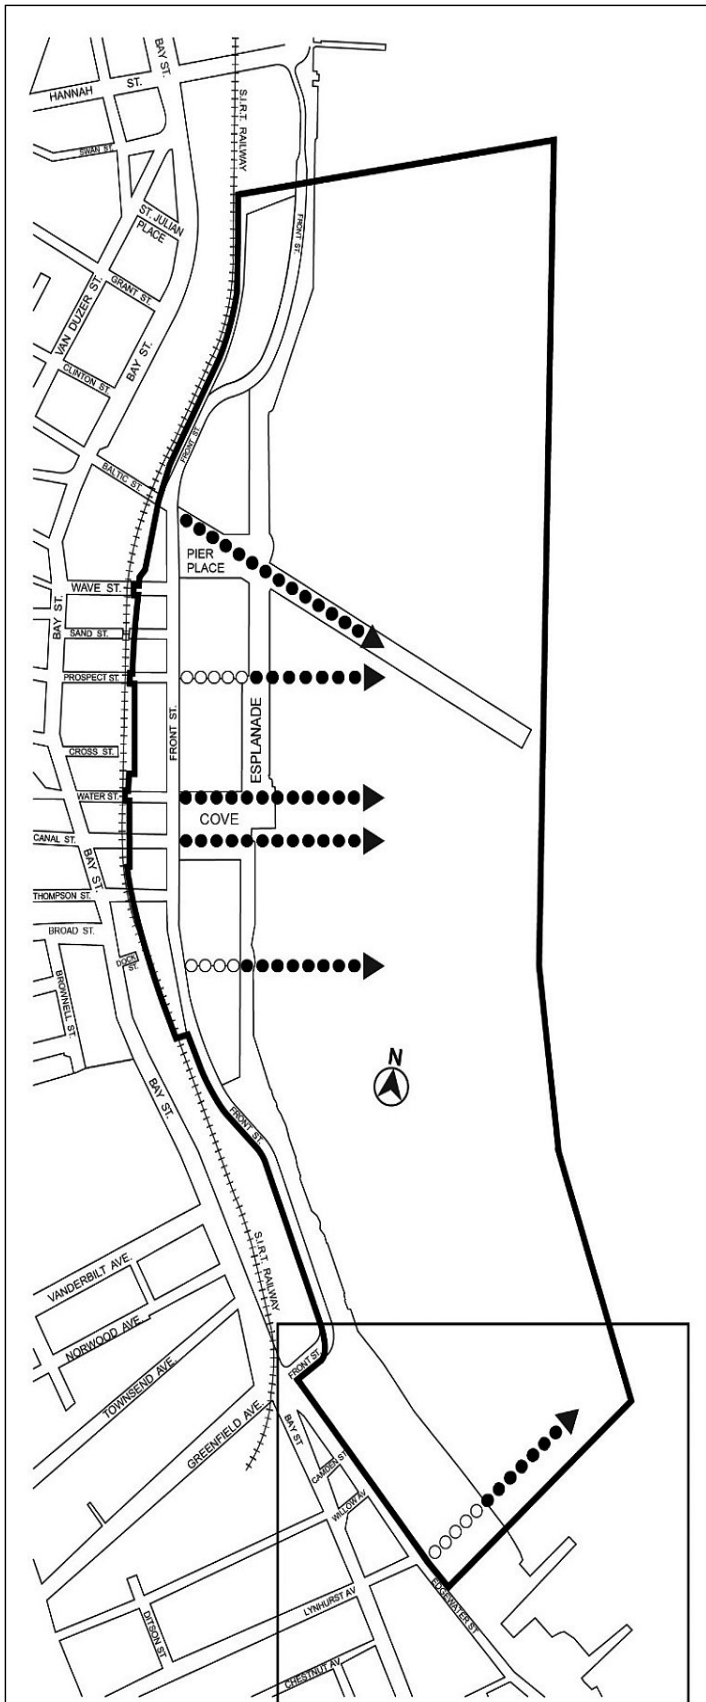 BAY ST.
HANNAH ST.
S.I.R.T. RAILWAY
SWAN ST.
ST. JULIAN
PLACE
FRONT ST.
GRANT ST.
VAN DUZER ST.
BAY ST.
CLINTON ST.
FRONT ST.
BALTIC ST.
PIER
PLACE
WAVE ST.
BAY ST.
SAND ST.
PROSPECT ST.
FRONT ST.
ESPLANADE
CROSS ST.
WATER ST.
COVE
CANAL ST.
BAY ST.
THOMPSON ST.
BROAD ST.
DOCK
ST.
BROWNELL ST.
N
BAY ST.
FRONT ST.
S.I.R.T. RAILWAY
VANDERBILT AVE.
NORWOOD AVE.
FRONT ST.
TOWNSEND AVE.
GREENFIELD AVE.
BAY ST
CAMDEN ST
WILLOW AV
EDGEWATER ST
LYNHURST AV
DITSON ST
CHESTNUT AV